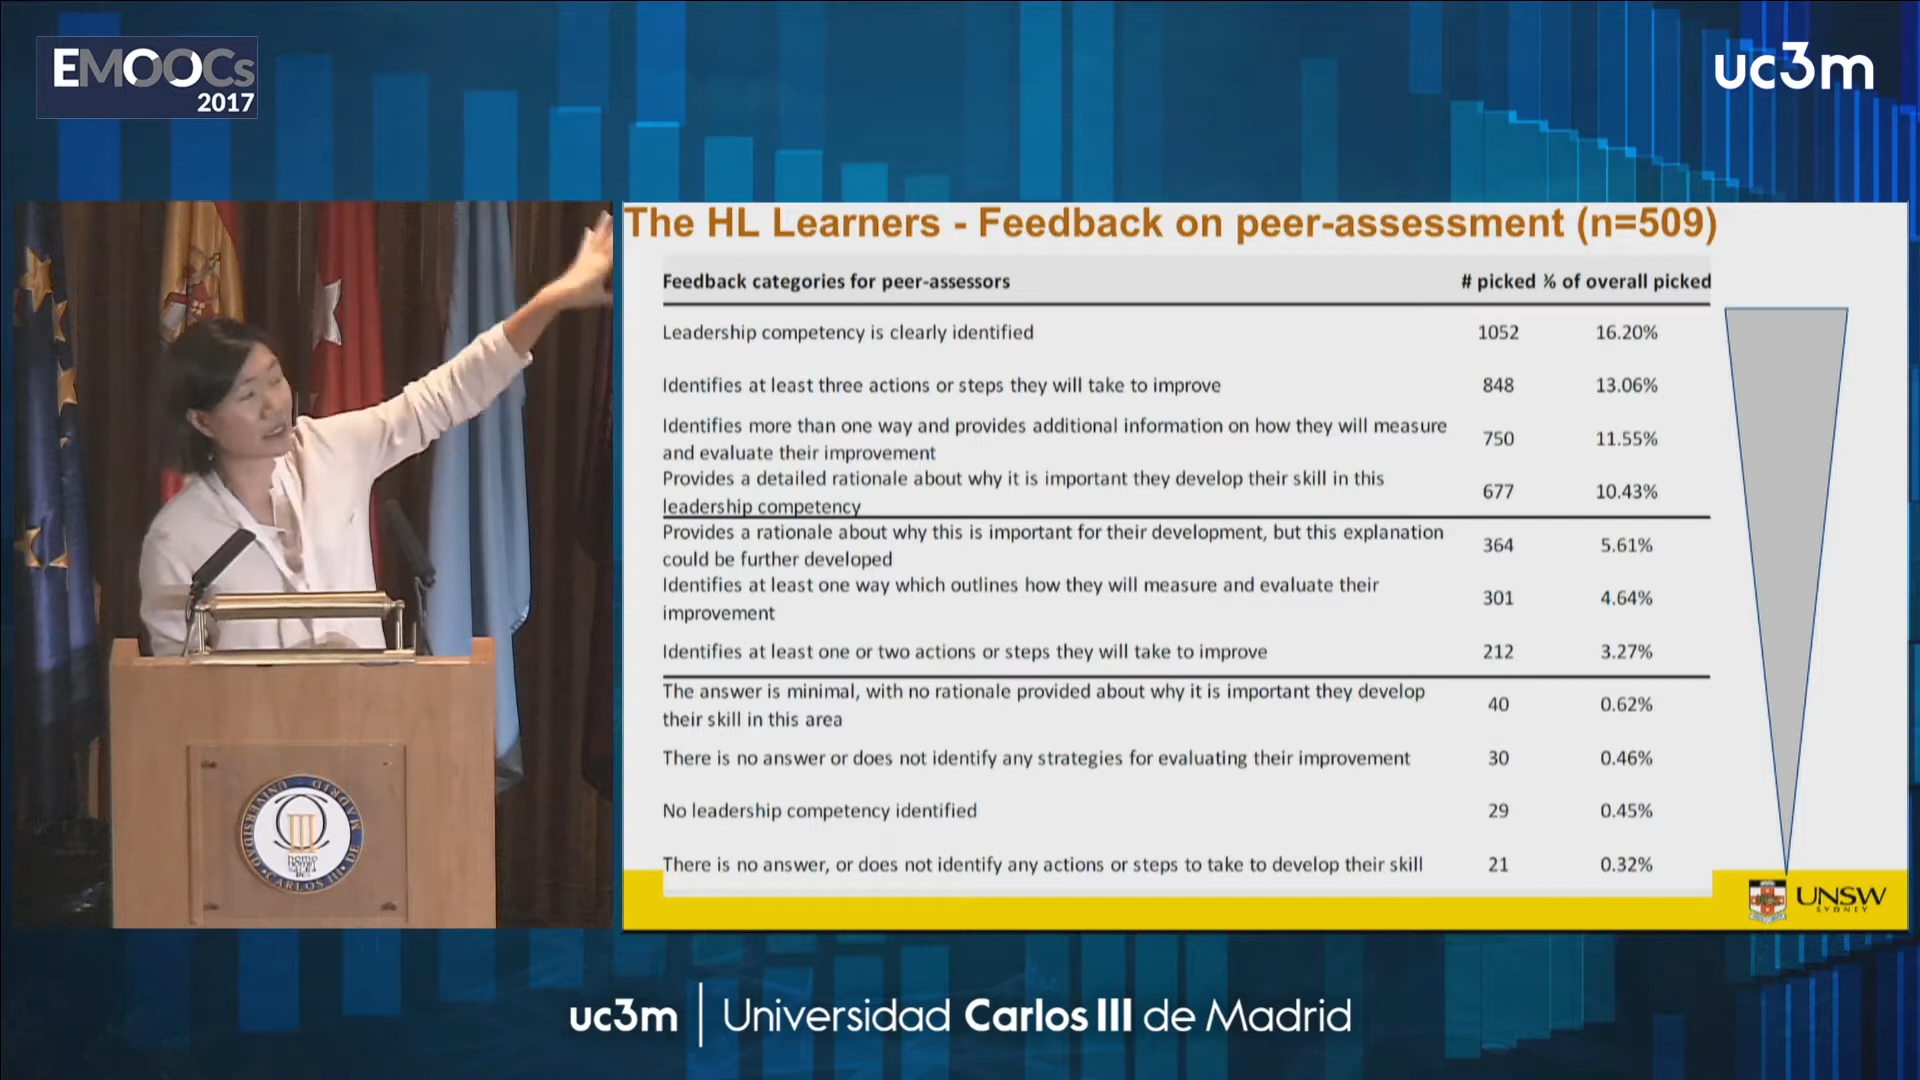 EMOOCs
2017
uc3m
The HL Learners - Feedback on peer-assessment (n=509)
Feedback categories for peer-assessors # picked % of overall picked
Leadership competency is clearly identified 1052 16.20%
Identifies at least three actions or steps they will take to improve 848 13.06%
Identifies more than one way and provides additional information on how they will measure
and evaluate their improvement 750 11.55%
Provides a detailed rationale about why it is important they develop their skill in this
leadership competency 677 10.43%
Provides a rationale about why this is important for their development, but this explanation
could be further developed 364 5.61%
Identifies at least one way which outlines how they will measure and evaluate their
improvement 301 4.64%
Identifies at least one or two actions or steps they will take to improve 212 3.27%
The answer is minimal, with no rationale provided about why it is important they develop
their skill in this area 40 0.62%
There is no answer or does not identify any strategies for evaluating their improvement 30 0.46%
No leadership competency identified 29 0.45%
There is no answer, or does not identify any actions or steps to take to develop their skill 21 0.32%
UNSW
SYDNEY
UNIVERSIDAD CARLOS III DE MADRID
uc3m | Universidad Carlos III de Madrid